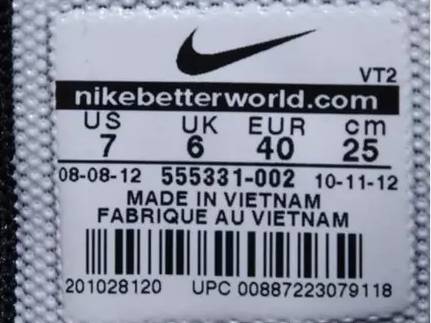 VT2
nikebetterworld.com
US UK EUR cm
7 6 40 25
08-08-12 555331-002 10-11-12
MADE IN VIETNAM
FABRIQUE AU VIETNAM
201028120 UPC 00887223079118